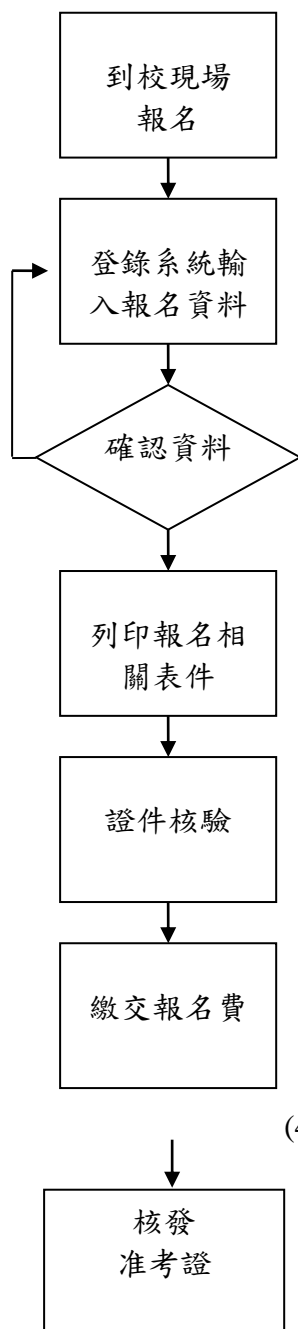 到校現場
報名
登錄系統輸
入報名資料
確認資料
列印報名相
關表件
證件核驗
繳交報名費
(4
核發
准考證